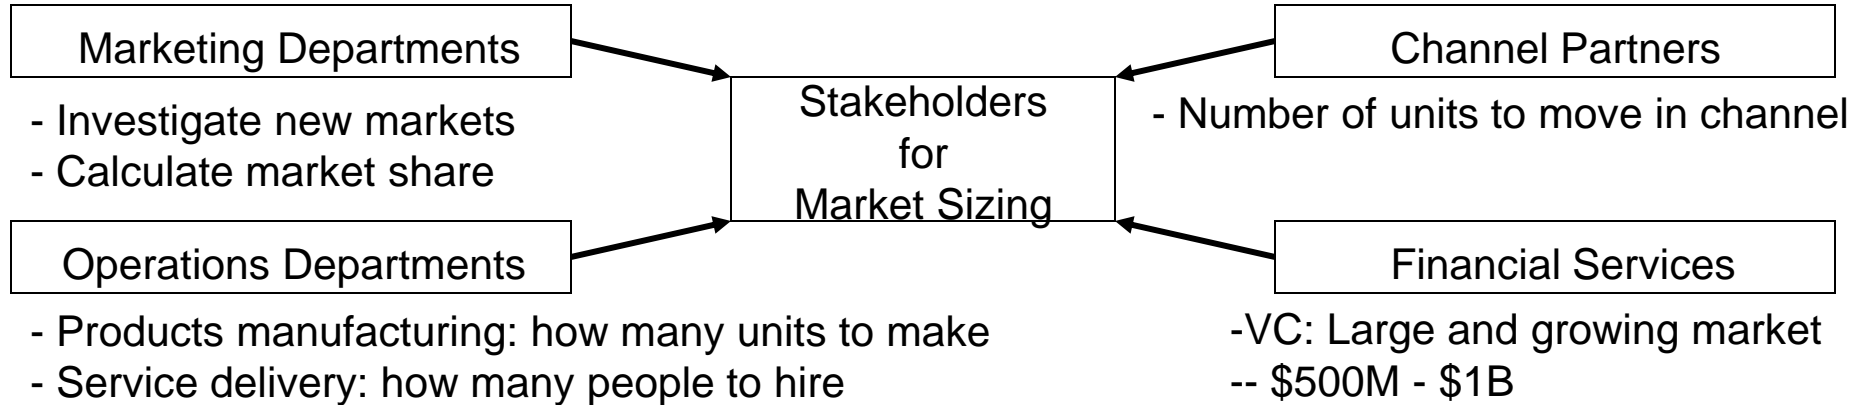 Marketing Departments
- Investigate new markets
- Calculate market share
Stakeholders
for
Market Sizing
Channel Partners
- Number of units to move in channel
Operations Departments
- Products manufacturing: how many units to make
- Service delivery: how many people to hire
Financial Services
-VC: Large and growing market
-- $500M - $1B